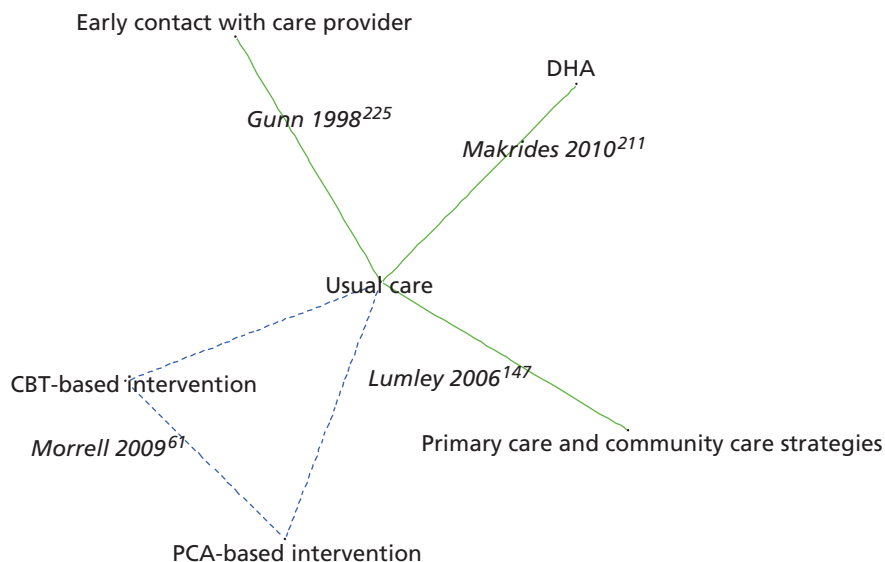 Early contact with care provider
DHA
Gunn 1998225
Makrides 2010211
Usual care
Lumley 2006147
CBT-based intervention
Morrell 200961
Primary care and community care strategies
PCA-based intervention